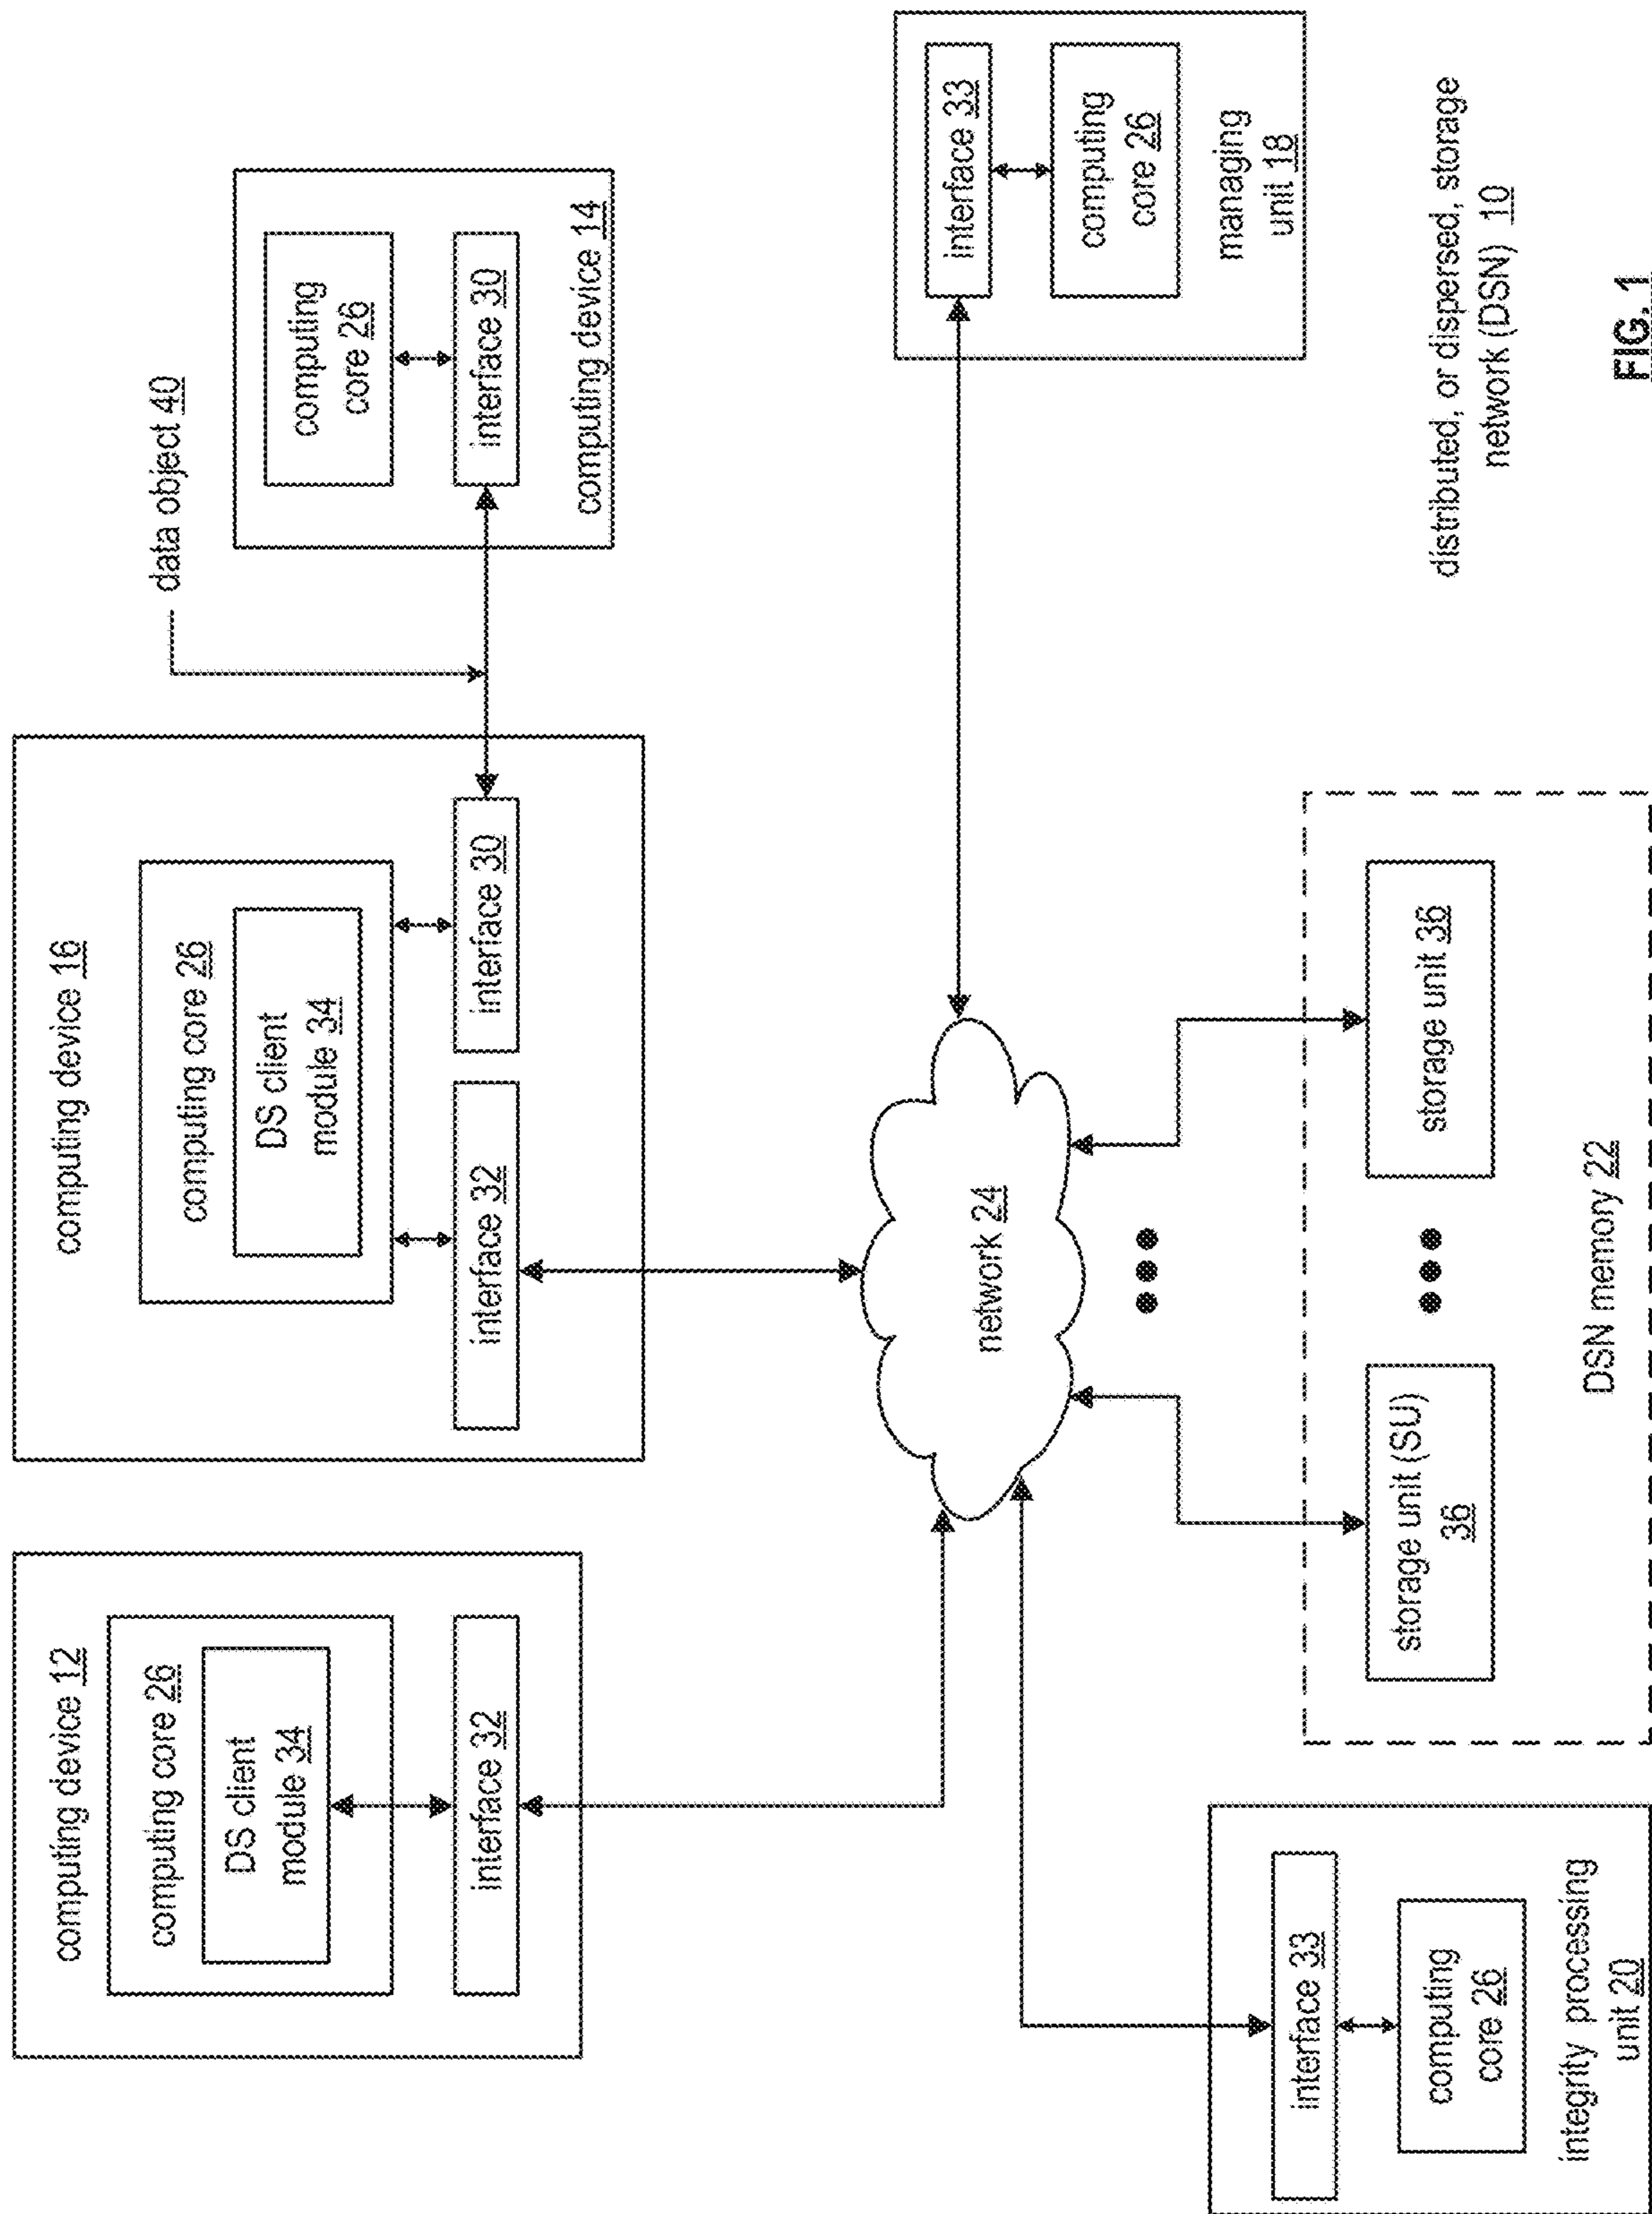 computing device 12
computing core 26
DS client
module 34
interface 32
computing device 16
computing core 26
DS client
module 34
interface 32
interface 30
data object 40
computing
core 26
interface 30
computing device 14
network 24
interface 33
computing
core 26
managing
unit 18
interface 33
computing
core 26
integrity processing
unit 20
storage unit (SU)
36
storage unit 36
DSN memory 22
distributed, or dispersed, storage
network (DSN) 10
FIG. 1